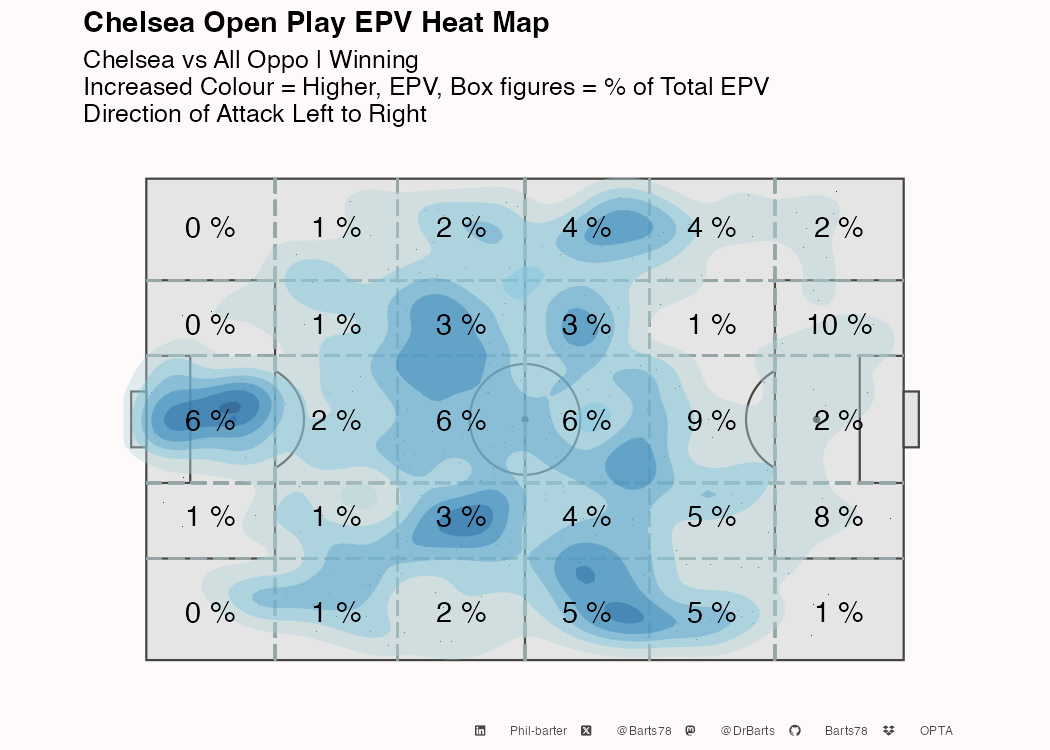 Chelsea Open Play EPV Heat Map
Chelsea vs All Oppo | Winning
Increased Colour = Higher, EPV, Box figures = % of Total EPV
Direction of Attack Left to Right
0 % 1 % 2 % 4 % 4 % 2 %
0 % 1 % 3 % 3 % 1 % 10 %
6 % 2 % 6 % 6 % 9 % 2 %
1 % 1 % 3 % 4 % 5 % 8 %
0 % 1 % 2 % 5 % 5 % 1 %
Phil-barter @Barts78 @DrBarts Barts78 OPTA